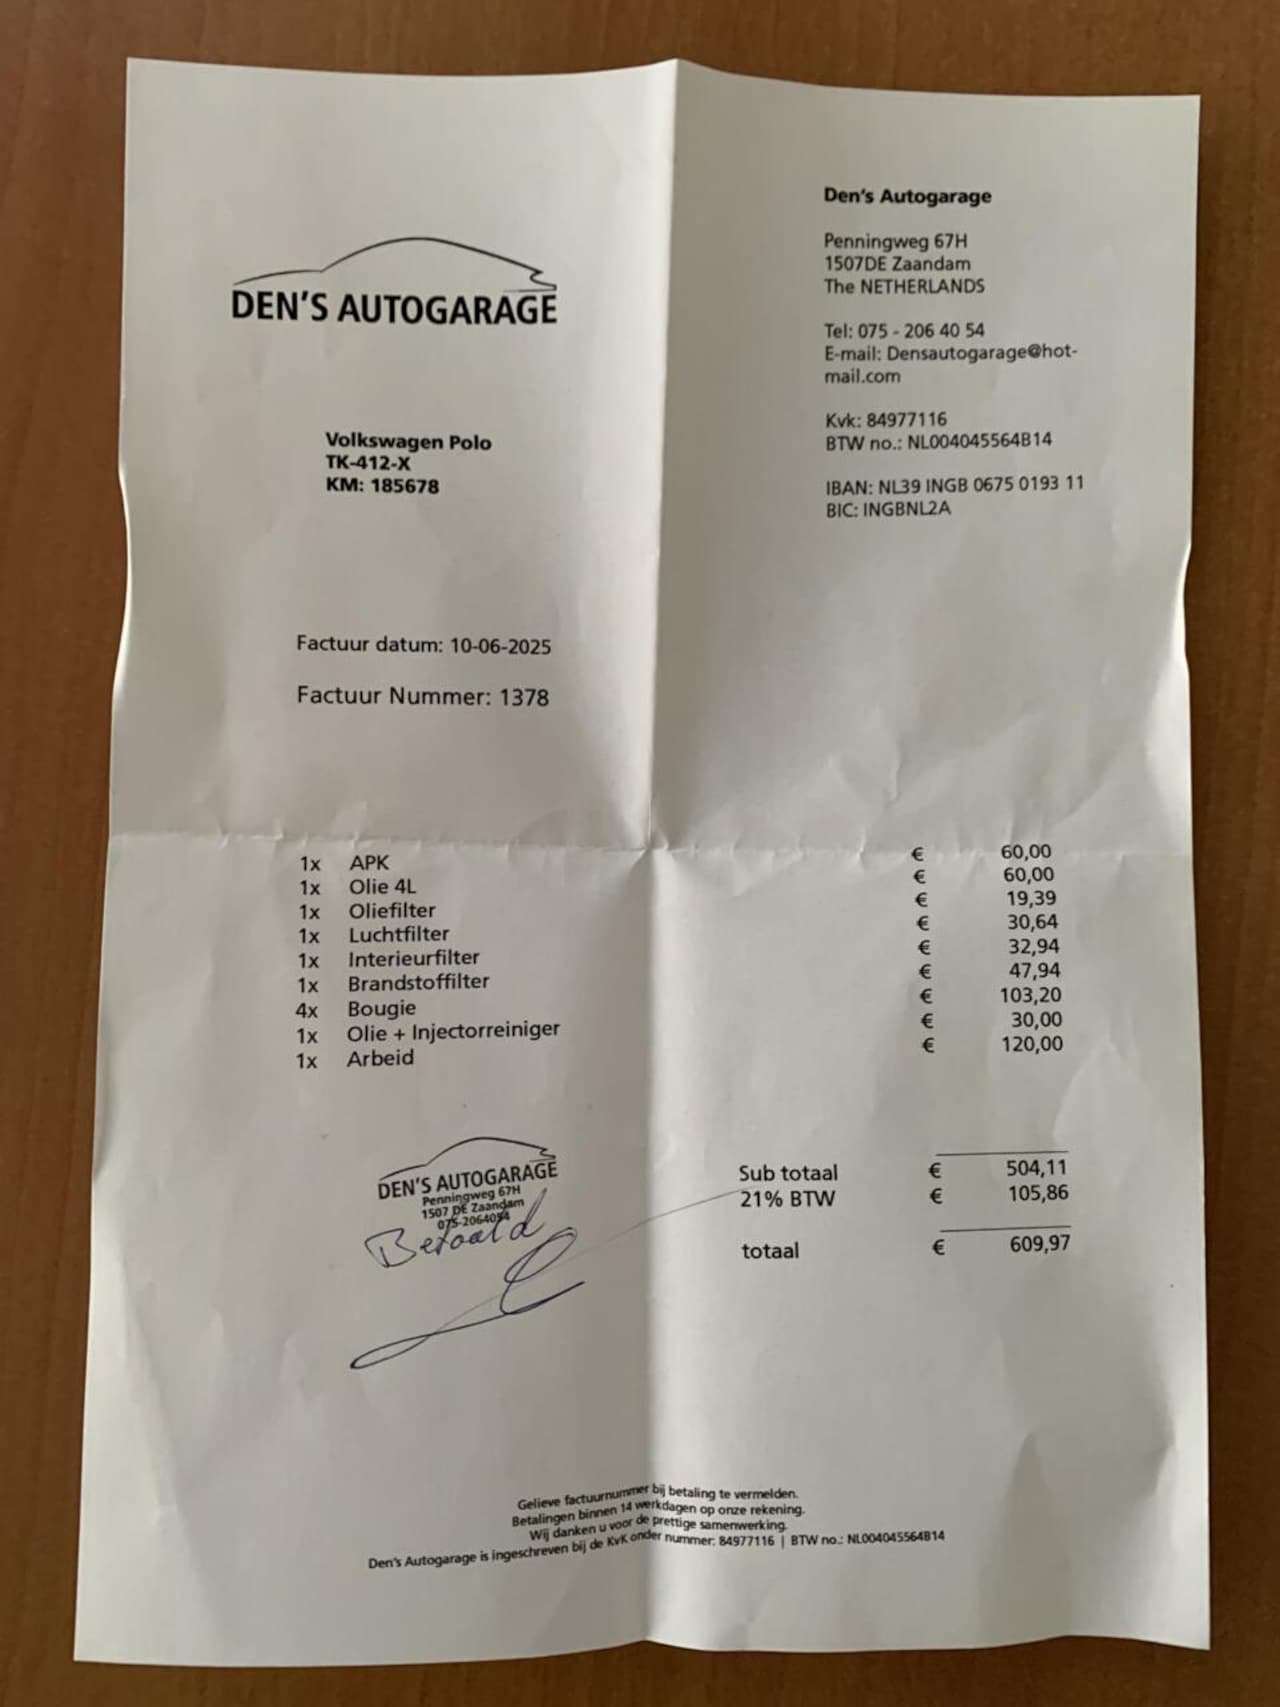 DEN'S AUTOGARAGE
Den's Autogarage
Penningweg 67H
1507DE Zaandam
The NETHERLANDS
Tel: 075 - 206 40 54
E-mail: Densautogarage@hot-
mail.com
Kvk: 84977116
BTW no.: NL004045564B14
IBAN: NL39 INGB 0675 0193 11
BIC: INGBNL2A
Volkswagen Polo
TK-412-X
KM: 185678
Factuur datum: 10-06-2025
Factuur Nummer: 1378
1x APK € 60,00
1x Olie 4L € 60,00
1x Oliefilter € 19,39
1x Luchtfilter € 30,64
1x Interieurfilter € 32,94
1x Brandstoffilter € 47,94
4x Bougie € 103,20
1x Olie + Injectorreiniger € 30,00
1x Arbeid € 120,00
Sub totaal € 504,11
21% BTW € 105,86
totaal € 609,97
DEN'S AUTOGARAGE
Penningweg 67H
1507 DE Zaandam
075-2064054
Betaald
Gelieve factuurnummer bij betaling te vermelden.
Betalingen binnen 14 werkdagen op onze rekening.
Wij danken u voor de prettige samenwerking.
Den's Autogarage is ingeschreven bij de KvK onder nummer: 84977116 | BTW no.: NL004045564B14